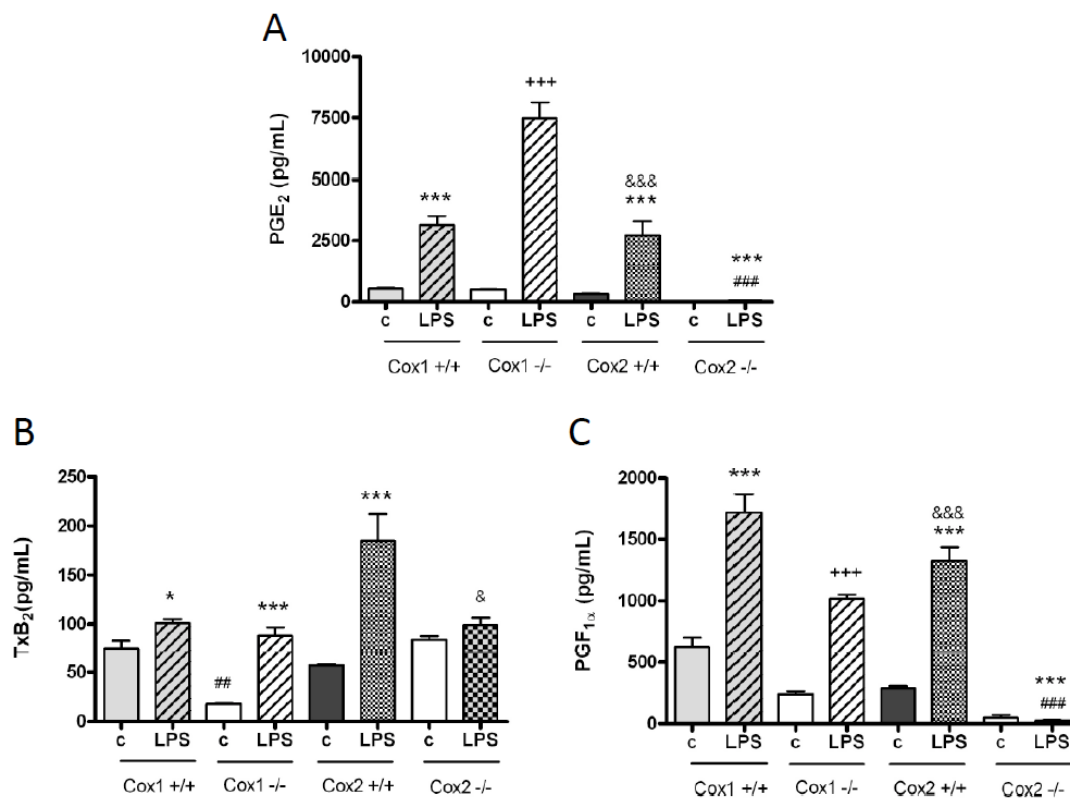 A
10000
7500
5000
2500
0
PGE2 (pg/mL)
***
+++
&&&
***
***
###
c LPS c LPS c LPS c LPS
Cox1 +/+ Cox1 -/- Cox2 +/+ Cox2 -/-
B
250
200
150
100
50
0
TxB2(pg/mL)
*
##
***
***
&
c LPS c LPS c LPS c LPS
Cox1 +/+ Cox1 -/- Cox2 +/+ Cox2 -/-
C
2000
1500
1000
500
0
PGF1α (pg/mL)
***
+++
&&&
***
***
###
c LPS c LPS c LPS c LPS
Cox1 +/+ Cox1 -/- Cox2 +/+ Cox2 -/-